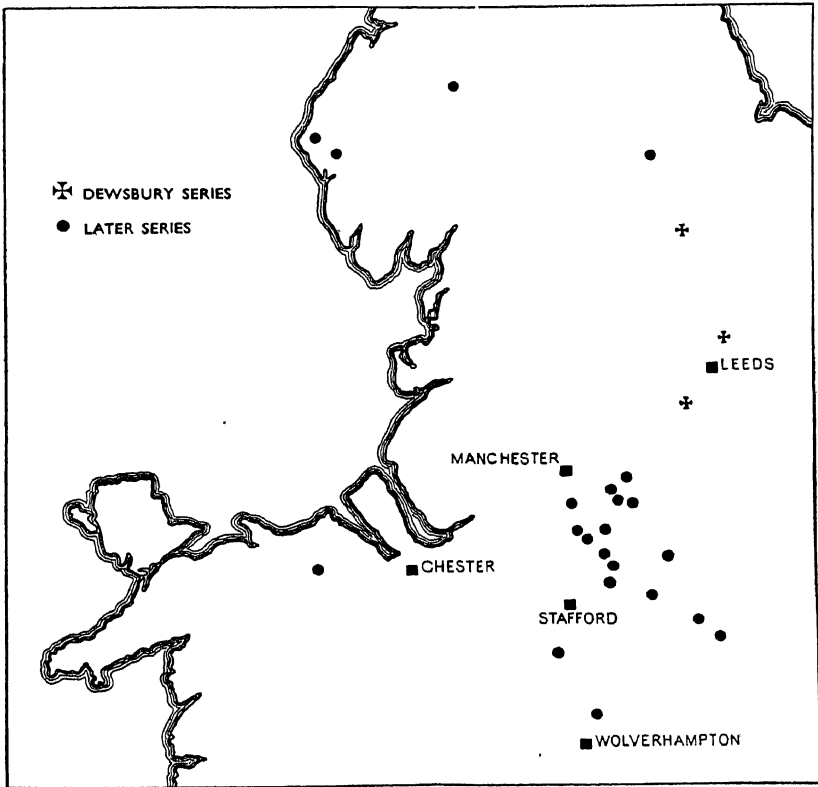 DEWSBURY SERIES
LATER SERIES
LEEDS
MANCHESTER
CHESTER
STAFFORD
WOLVERHAMPTON